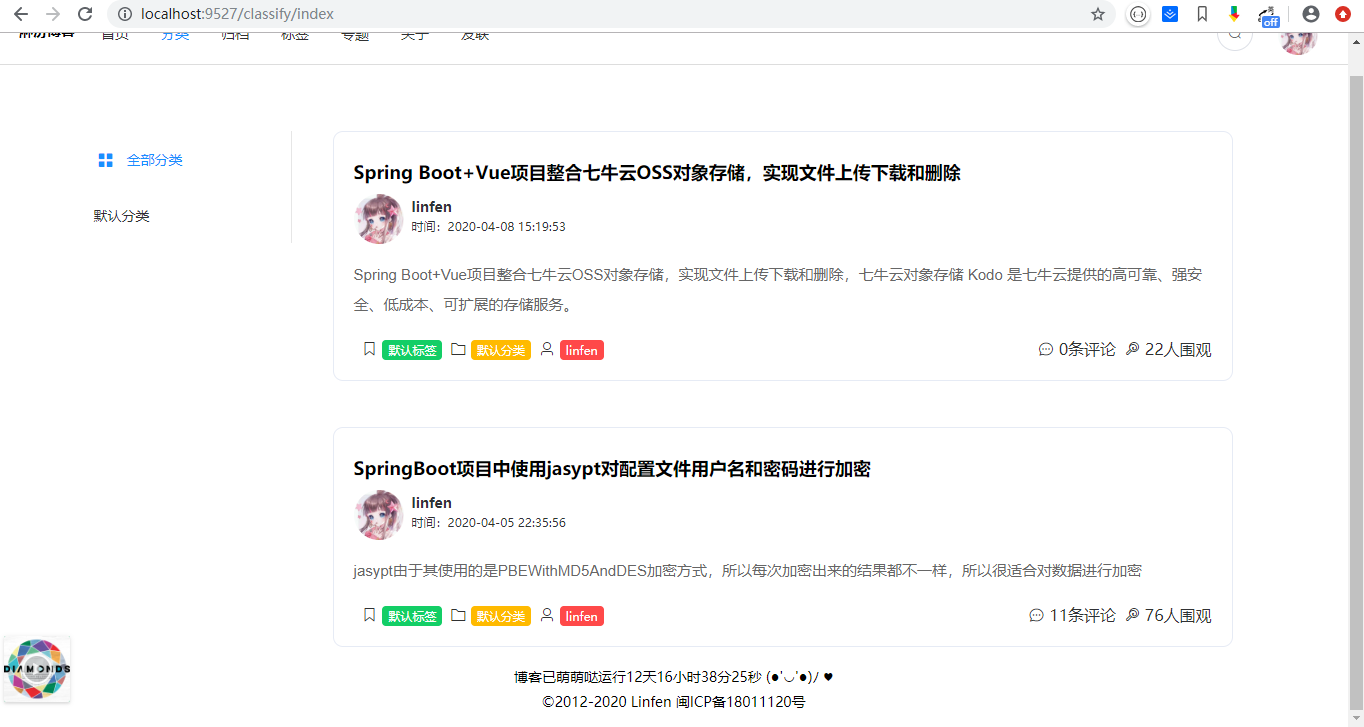 localhost:9527/classify/index
off
琳汾博客 首页 分类 归档 标签 专题 关于 友联
全部分类
默认分类
Spring Boot+Vue项目整合七牛云OSS对象存储，实现文件上传下载和删除
linfen
时间：2020-04-08 15:19:53
Spring Boot+Vue项目整合七牛云OSS对象存储，实现文件上传下载和删除，七牛云对象存储 Kodo 是七牛云提供的高可靠、强安
全、低成本、可扩展的存储服务。
默认标签 默认分类 linfen 0条评论 22人围观
SpringBoot项目中使用jasypt对配置文件用户名和密码进行加密
linfen
时间：2020-04-05 22:35:56
jasypt由于其使用的是PBEWithMD5AndDES加密方式，所以每次加密出来的结果都不一样，所以很适合对数据进行加密
默认标签 默认分类 linfen 11条评论 76人围观
DIAMONDS
博客已萌萌哒运行12天16小时38分25秒 (●'◡'●)ﾉ ♥
©2012-2020 Linfen 闽ICP备18011120号